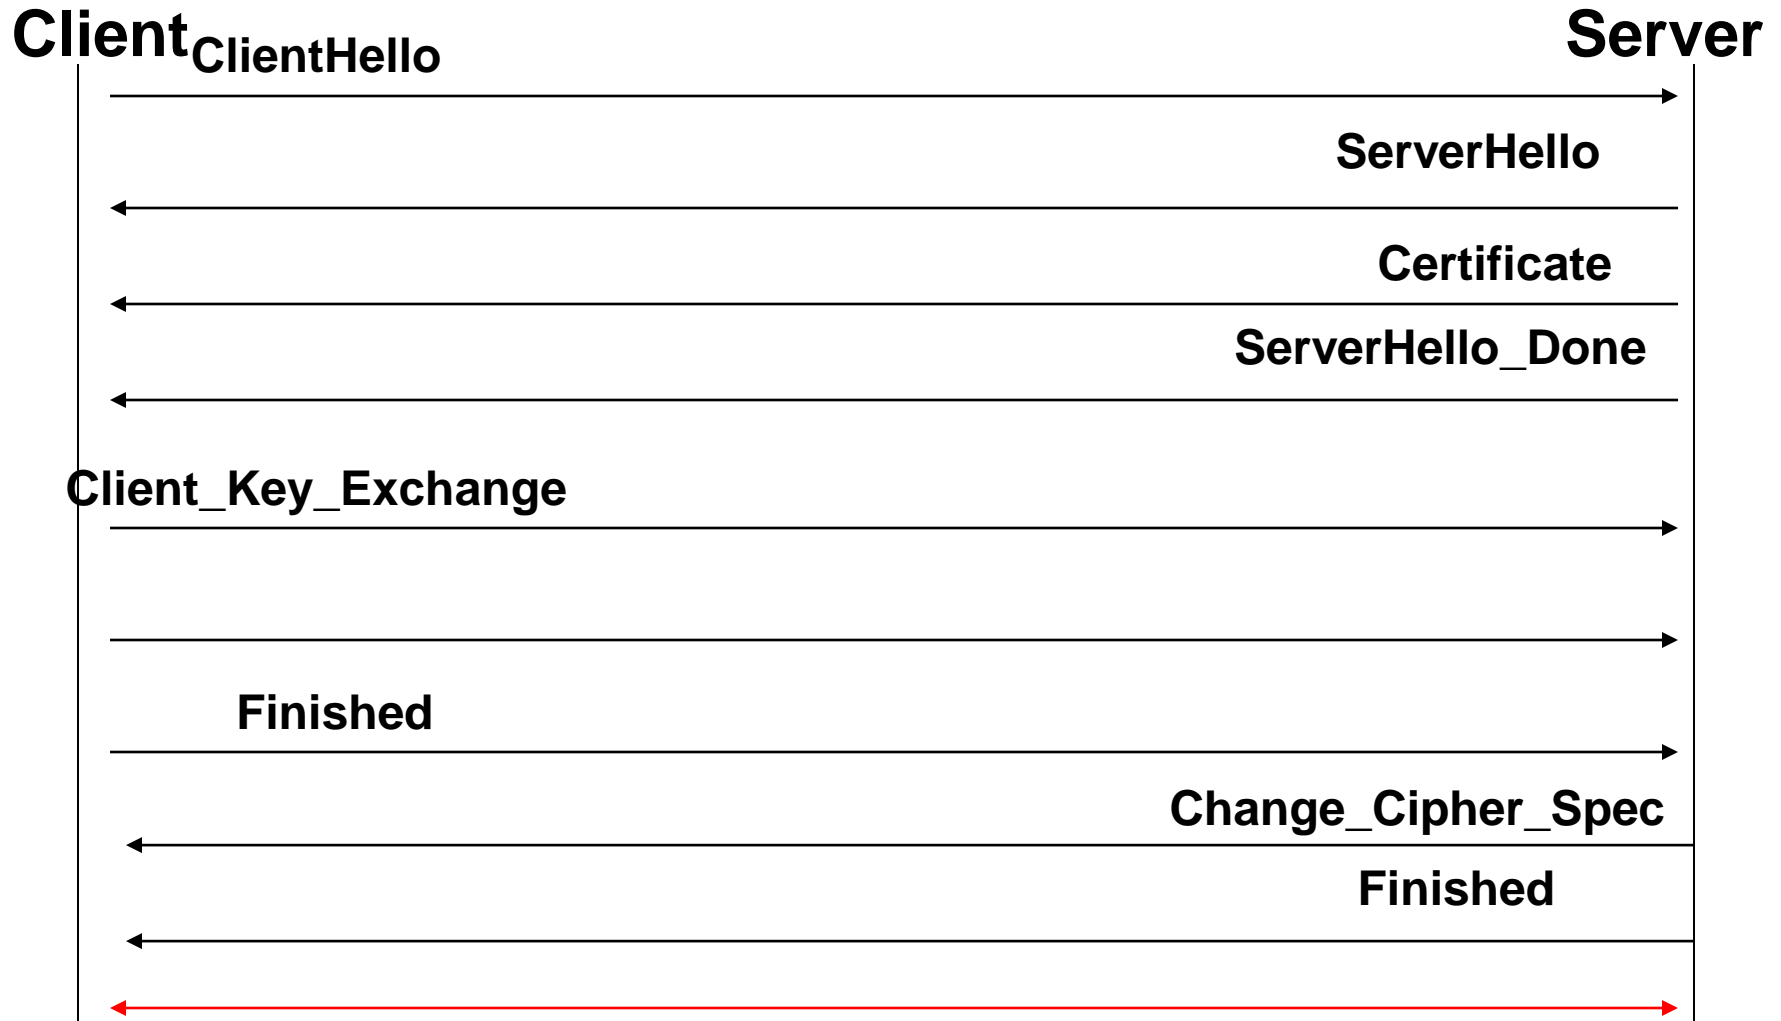 Client
Server
ClientHello
ServerHello
Certificate
ServerHello_Done
Client_Key_Exchange
Finished
Change_Cipher_Spec
Finished